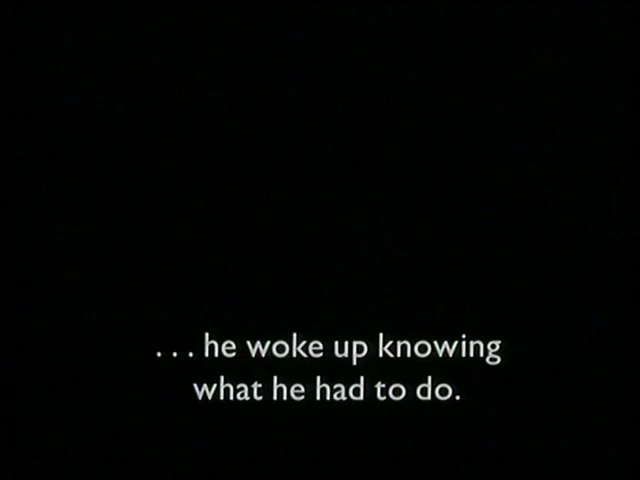 . . . he woke up knowing
what he had to do.